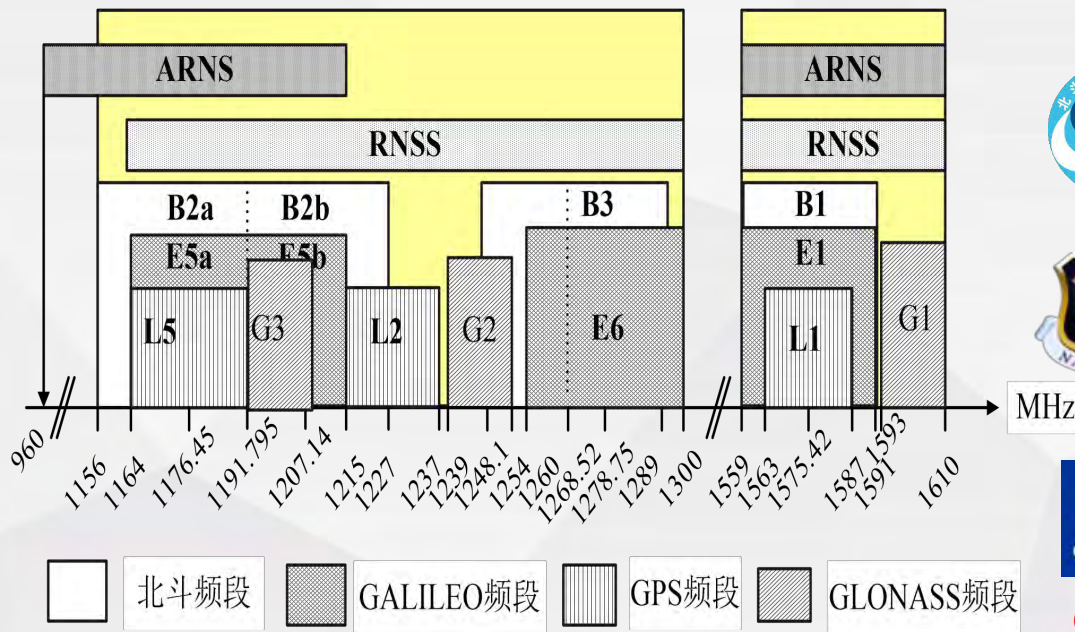 ARNS ARNS
RNSS RNSS
B2a B2b B3 B1
E5a E5b E1
L5 G3 L2 G2 E6 L1 G1
MHz
960 1156 1164 1176.45 1191.795 1207.14 1215 1227 1237 1239 1248.1 1254 1260 1268.52 1278.75 1289 1300 1559 1563 1575.42 1587 1591 1593 1610
北斗频段 GALILEO频段 GPS频段 GLONASS频段